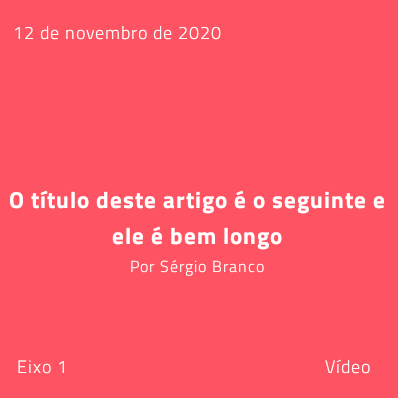 12 de novembro de 2020
O título deste artigo é o seguinte e
ele é bem longo
Por Sérgio Branco
Eixo 1
Vídeo